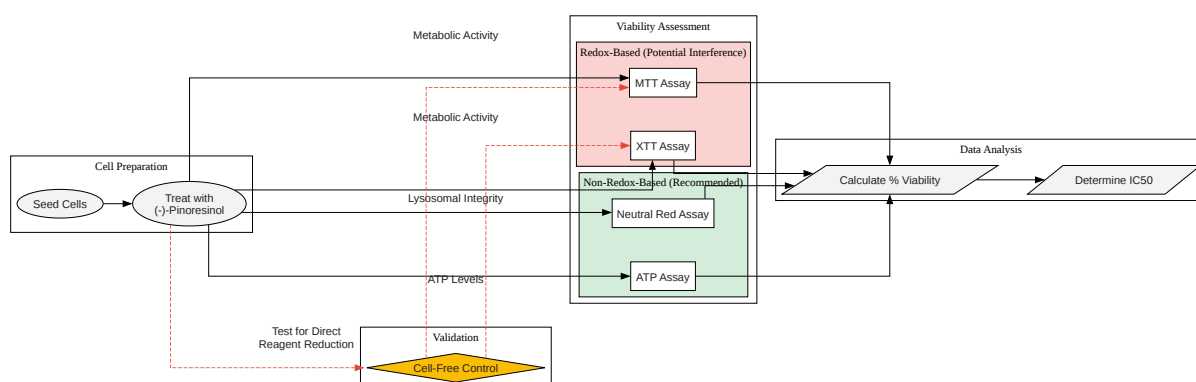 Viability Assessment
Metabolic Activity
Redox-Based (Potential Interference)
MTT Assay
Metabolic Activity
XTT Assay
Data Analysis
Cell Preparation
Calculate % Viability
Determine IC50
Non-Redox-Based (Recommended)
Seed Cells
Treat with
(-)-Pinoresinol
Lysosomal Integrity
Neutral Red Assay
ATP Levels
ATP Assay
Test for Direct
Reagent Reduction
Validation
Cell-Free Control